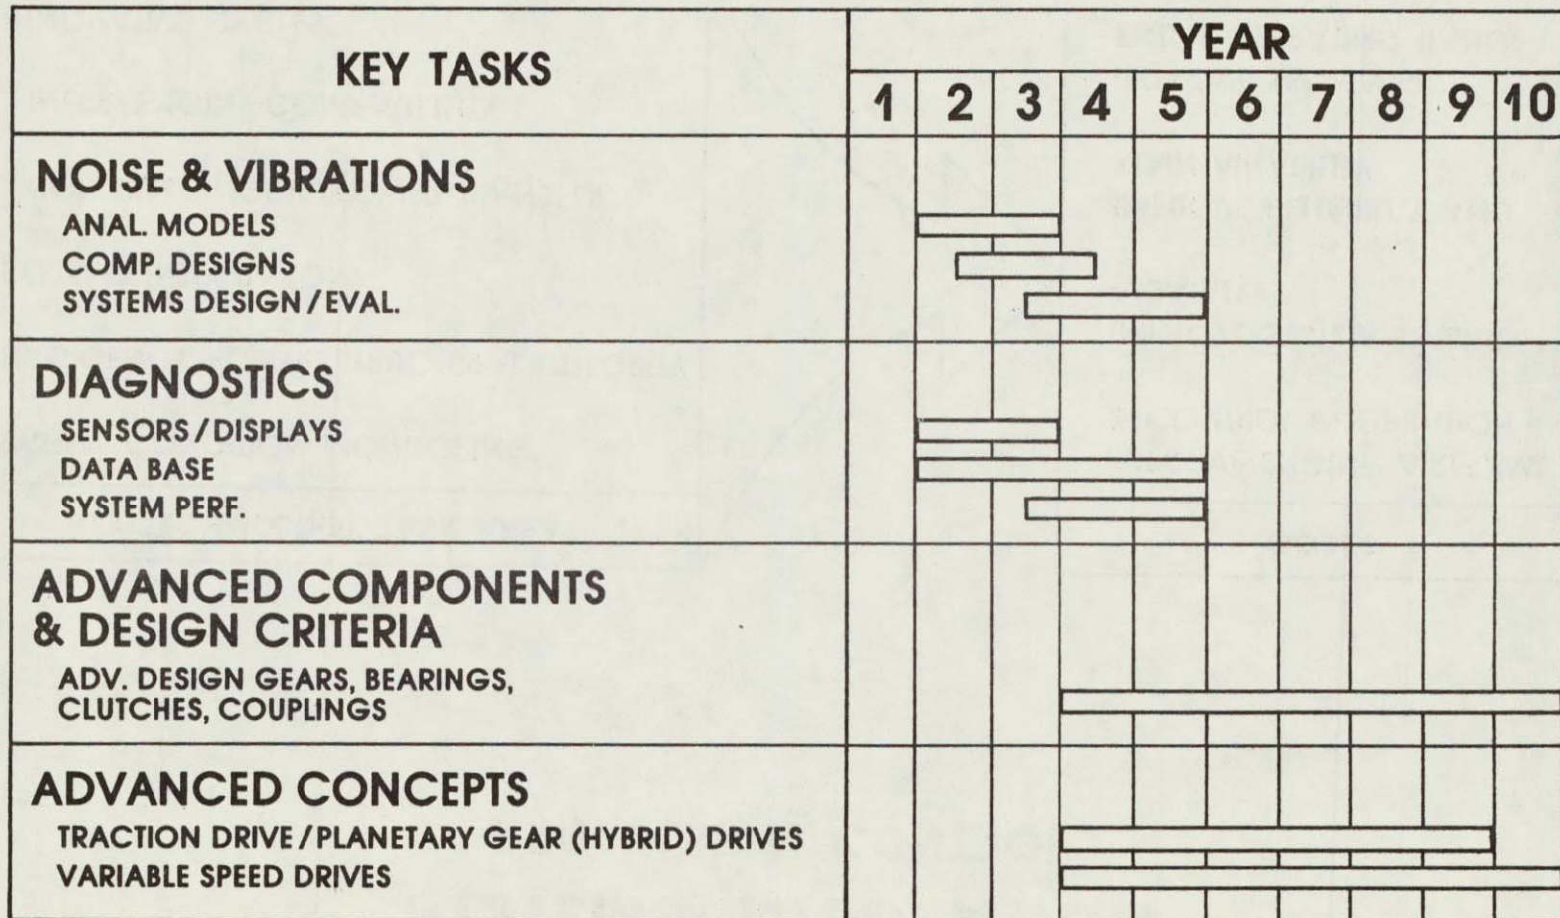 KEY TASKS
YEAR
1 2 3 4 5 6 7 8 9 10
NOISE & VIBRATIONS
ANAL. MODELS
COMP. DESIGNS
SYSTEMS DESIGN/EVAL.
DIAGNOSTICS
SENSORS/DISPLAYS
DATA BASE
SYSTEM PERF.
ADVANCED COMPONENTS
& DESIGN CRITERIA
ADV. DESIGN GEARS, BEARINGS,
CLUTCHES, COUPLINGS
ADVANCED CONCEPTS
TRACTION DRIVE/PLANETARY GEAR (HYBRID) DRIVES
VARIABLE SPEED DRIVES